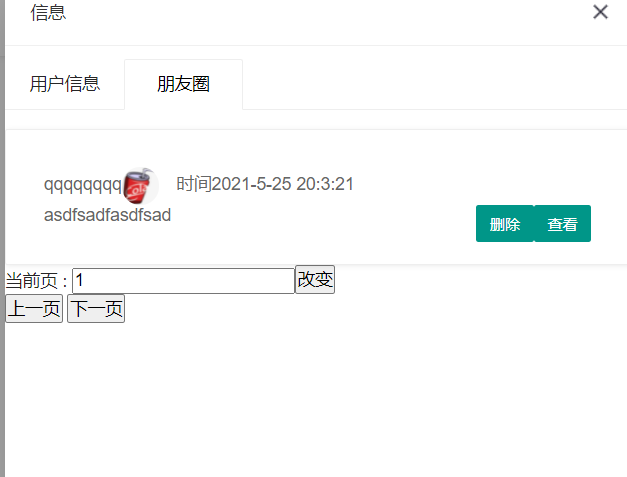 信息
用户信息 朋友圈
qqqqqqqq 时间2021-5-25 20:3:21
asdfsadfasdfsad
删除 查看
当前页 : 1 改变
上一页 下一页